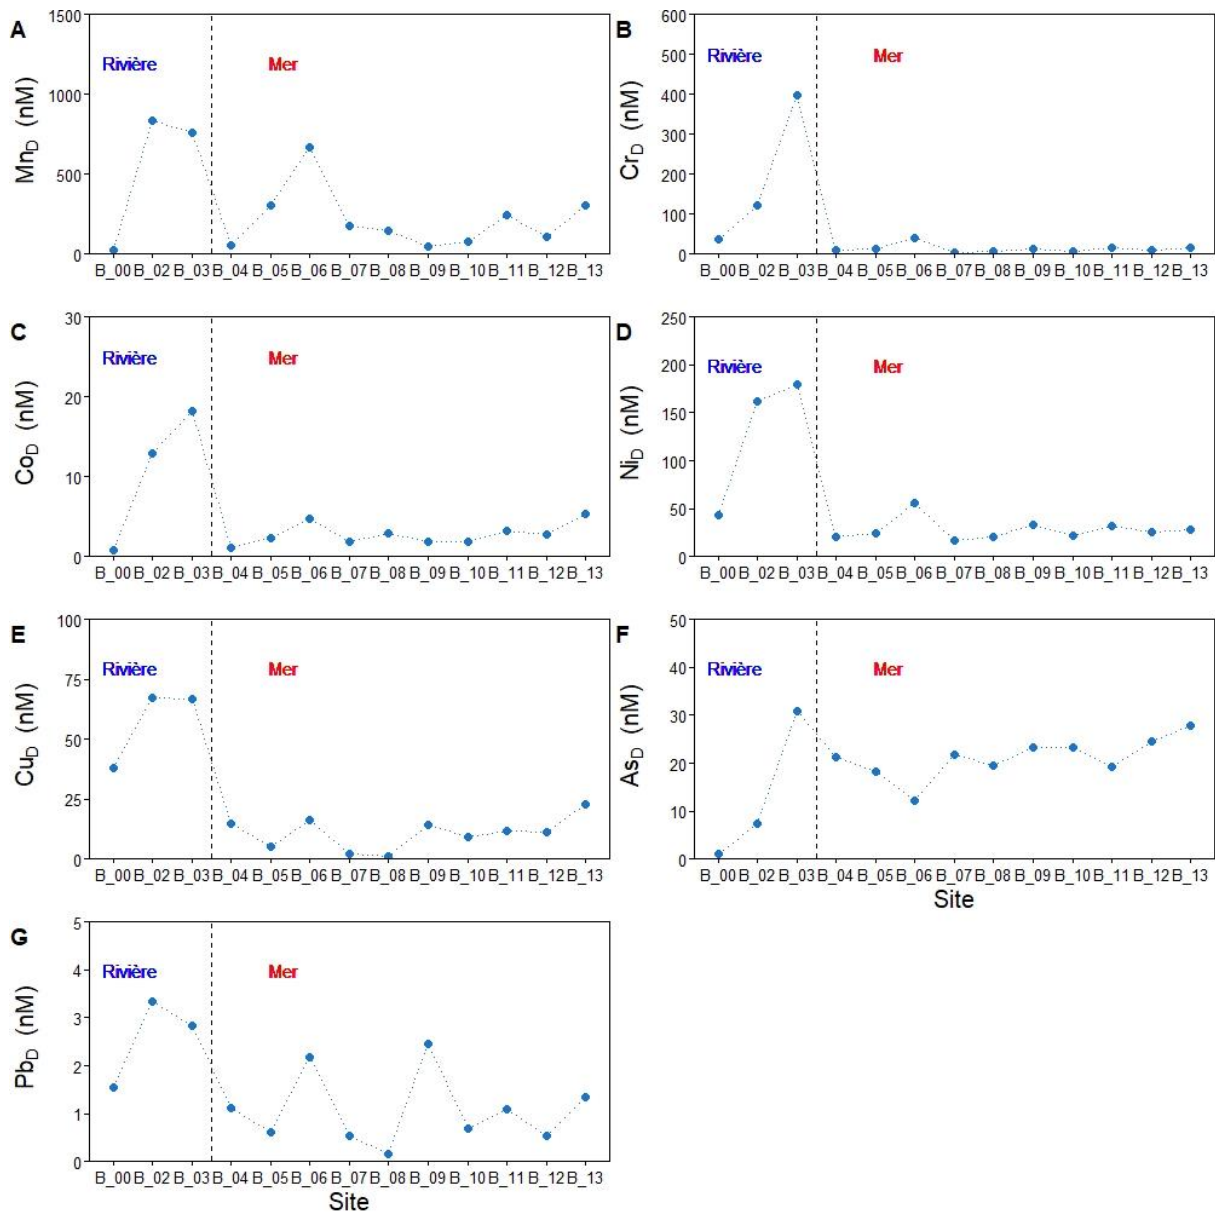 A
1500
1000
500
0
Mn_D (nM)
Rivière
Mer
B_00 B_02 B_03 B_04 B_05 B_06 B_07 B_08 B_09 B_10 B_11 B_12 B_13
B
600
500
400
300
200
100
0
Cr_D (nM)
Rivière
Mer
B_00 B_02 B_03 B_04 B_05 B_06 B_07 B_08 B_09 B_10 B_11 B_12 B_13
C
30
20
10
0
Co_D (nM)
Rivière
Mer
B_00 B_02 B_03 B_04 B_05 B_06 B_07 B_08 B_09 B_10 B_11 B_12 B_13
D
250
200
150
100
50
0
Ni_D (nM)
Rivière
Mer
B_00 B_02 B_03 B_04 B_05 B_06 B_07 B_08 B_09 B_10 B_11 B_12 B_13
E
100
75
50
25
0
Cu_D (nM)
Rivière
Mer
B_00 B_02 B_03 B_04 B_05 B_06 B_07 B_08 B_09 B_10 B_11 B_12 B_13
F
50
40
30
20
10
0
As_D (nM)
Rivière
Mer
B_00 B_02 B_03 B_04 B_05 B_06 B_07 B_08 B_09 B_10 B_11 B_12 B_13
Site
G
5
4
3
2
1
0
Pb_D (nM)
Rivière
Mer
B_00 B_02 B_03 B_04 B_05 B_06 B_07 B_08 B_09 B_10 B_11 B_12 B_13
Site